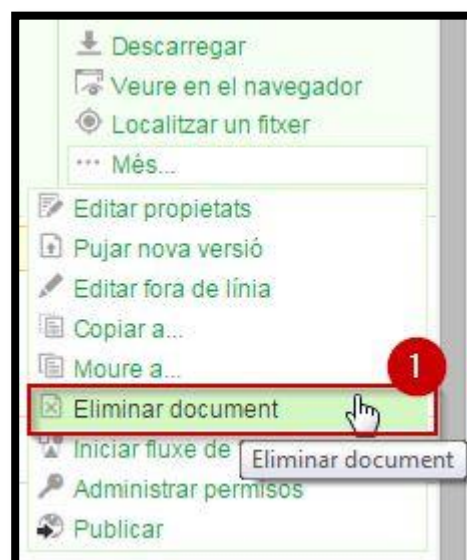 Descarregar
Veure en el navegador
Localitzar un fitxer
Més...
Editar propietats
Pujar nova versió
Editar fora de línia
Copiar a...
Moure a...
1
Eliminar document
Iniciar fluxe de
Eliminar document
Administrar permisos
Publicar